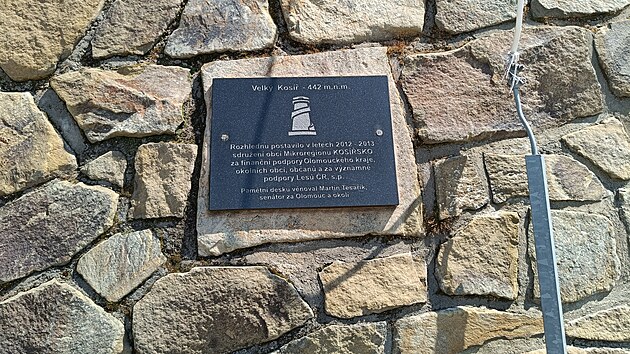 Velký Kosíř - 442 m.n.m.
Rozhlednu postavilo v letech 2012 - 2013
sdružení obcí Mikroregionu KOSÍŘSKO
za finanční podpory Olomouckého kraje,
okolních obcí, občanů a za významné
podpory Lesů ČR, s.p.
Pamětní desku věnoval Martin Tesařík,
senátor za Olomouc a okolí